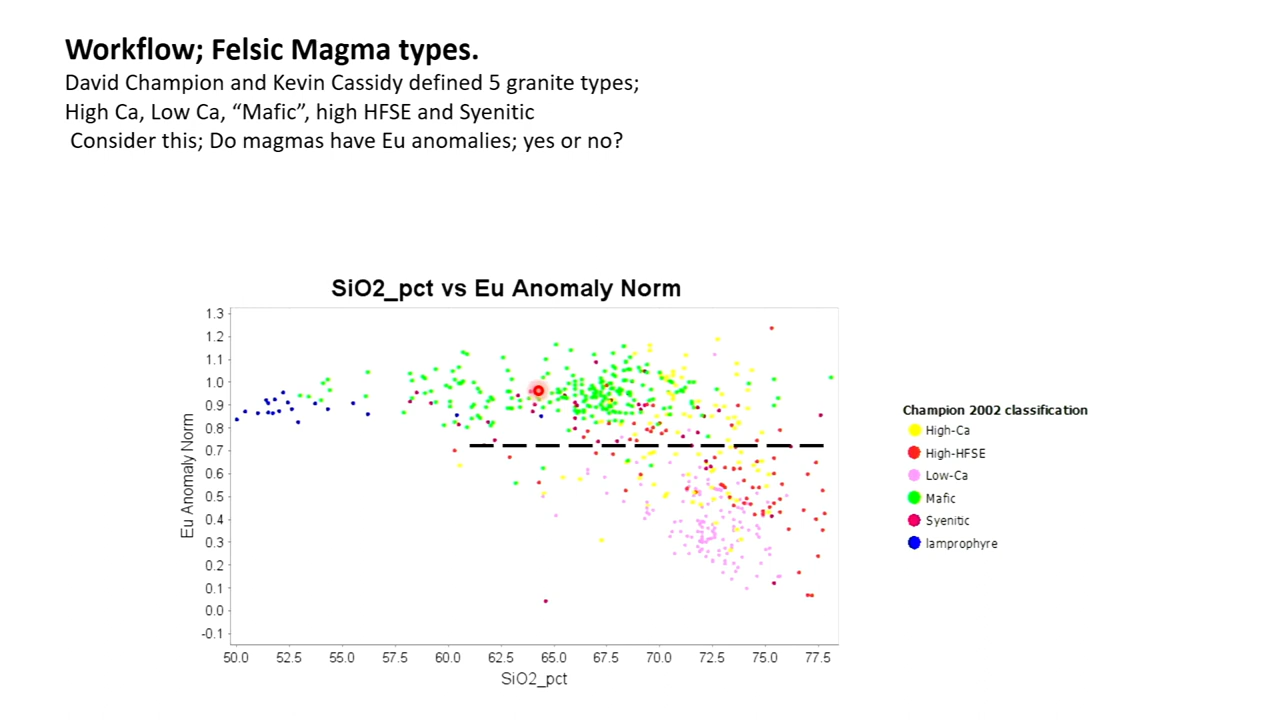 Workflow; Felsic Magma types.
David Champion and Kevin Cassidy defined 5 granite types;
High Ca, Low Ca, “Mafic”, high HFSE and Syenitic
Consider this; Do magmas have Eu anomalies; yes or no?
SiO2_pct vs Eu Anomaly Norm
1.3
1.2
1.1
1.0
0.9
0.8
0.7
0.6
0.5
0.4
0.3
0.2
0.1
0.0
-0.1
Eu Anomaly Norm
50.0 52.5 55.0 57.5 60.0 62.5 65.0 67.5 70.0 72.5 75.0 77.5
SiO2_pct
Champion 2002 classification
High-Ca
High-HFSE
Low-Ca
Mafic
Syenitic
lamprophyre